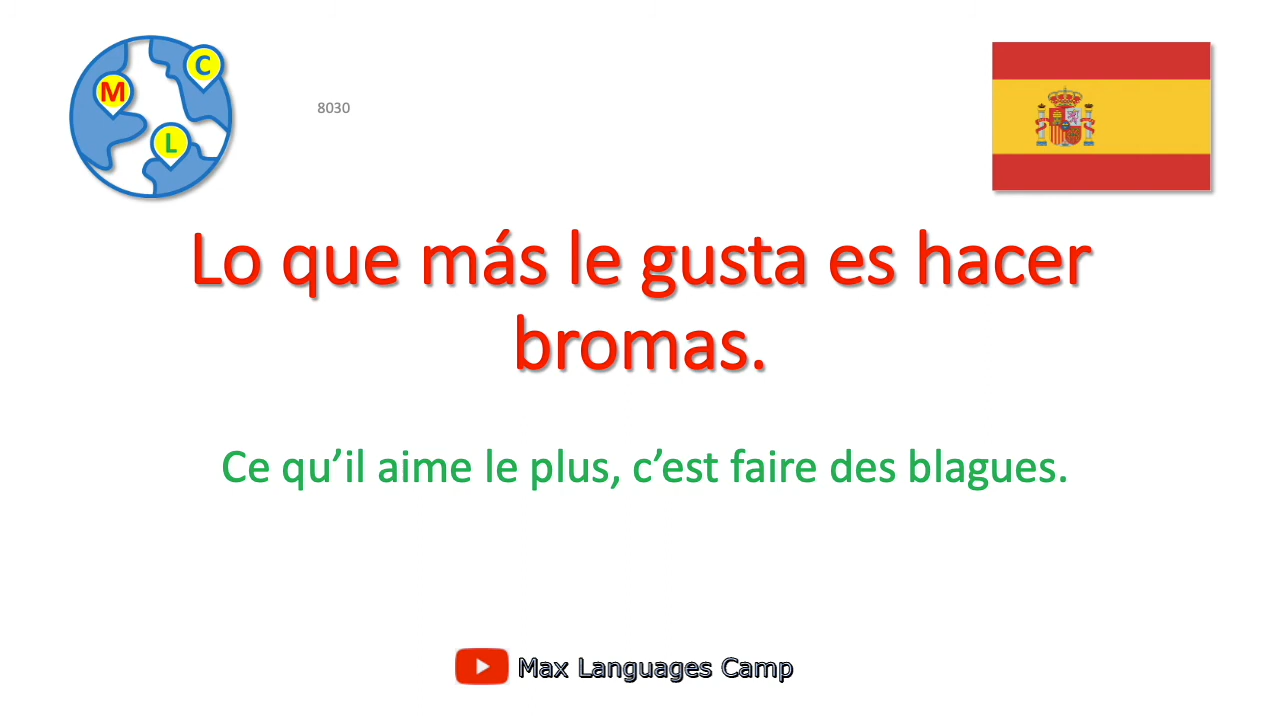 M
C
L
8030
Lo que más le gusta es hacer
bromas.
Ce qu’il aime le plus, c’est faire des blagues.
Max Languages Camp